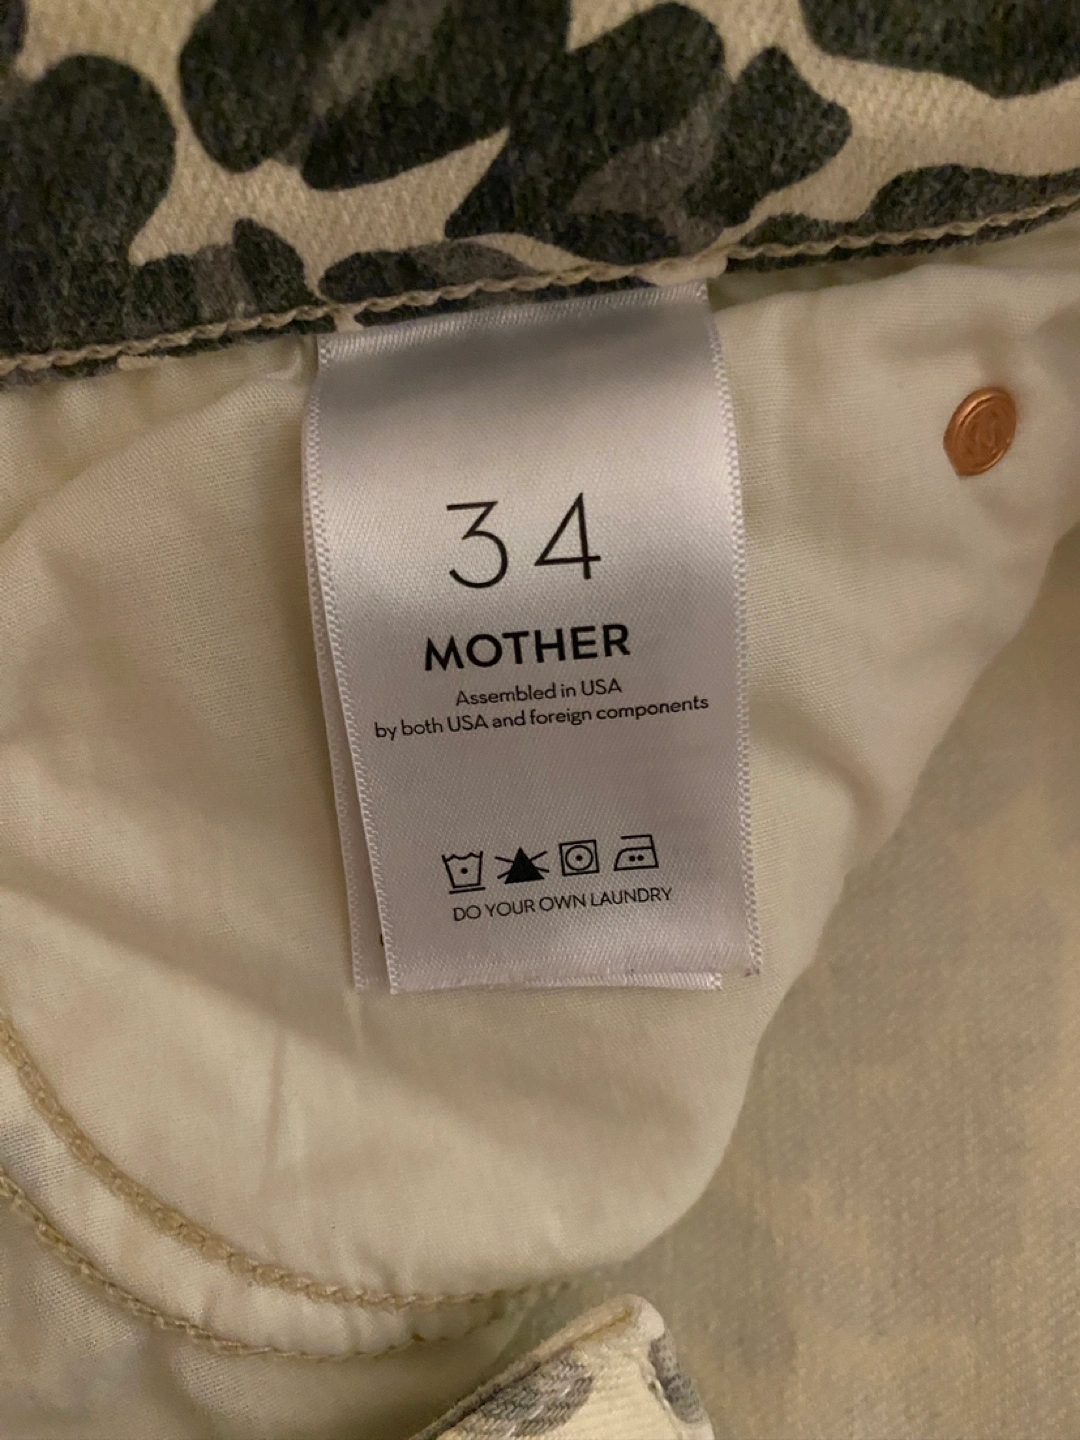 34
MOTHER
Assembled in USA
by both USA and foreign components
DO YOUR OWN LAUNDRY